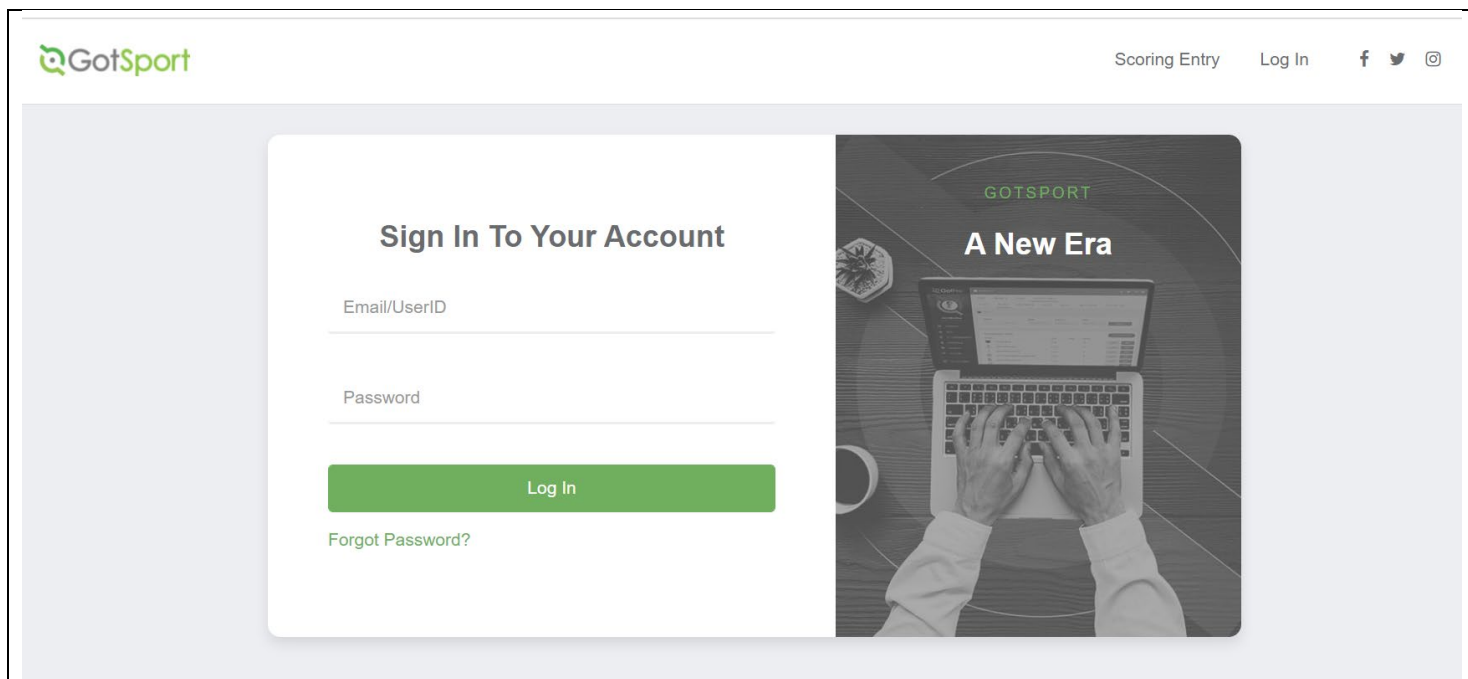 GotSport
Scoring Entry Log In
Sign In To Your Account
Email/UserID
Password
Log In
Forgot Password?
GOTSPORT
A New Era